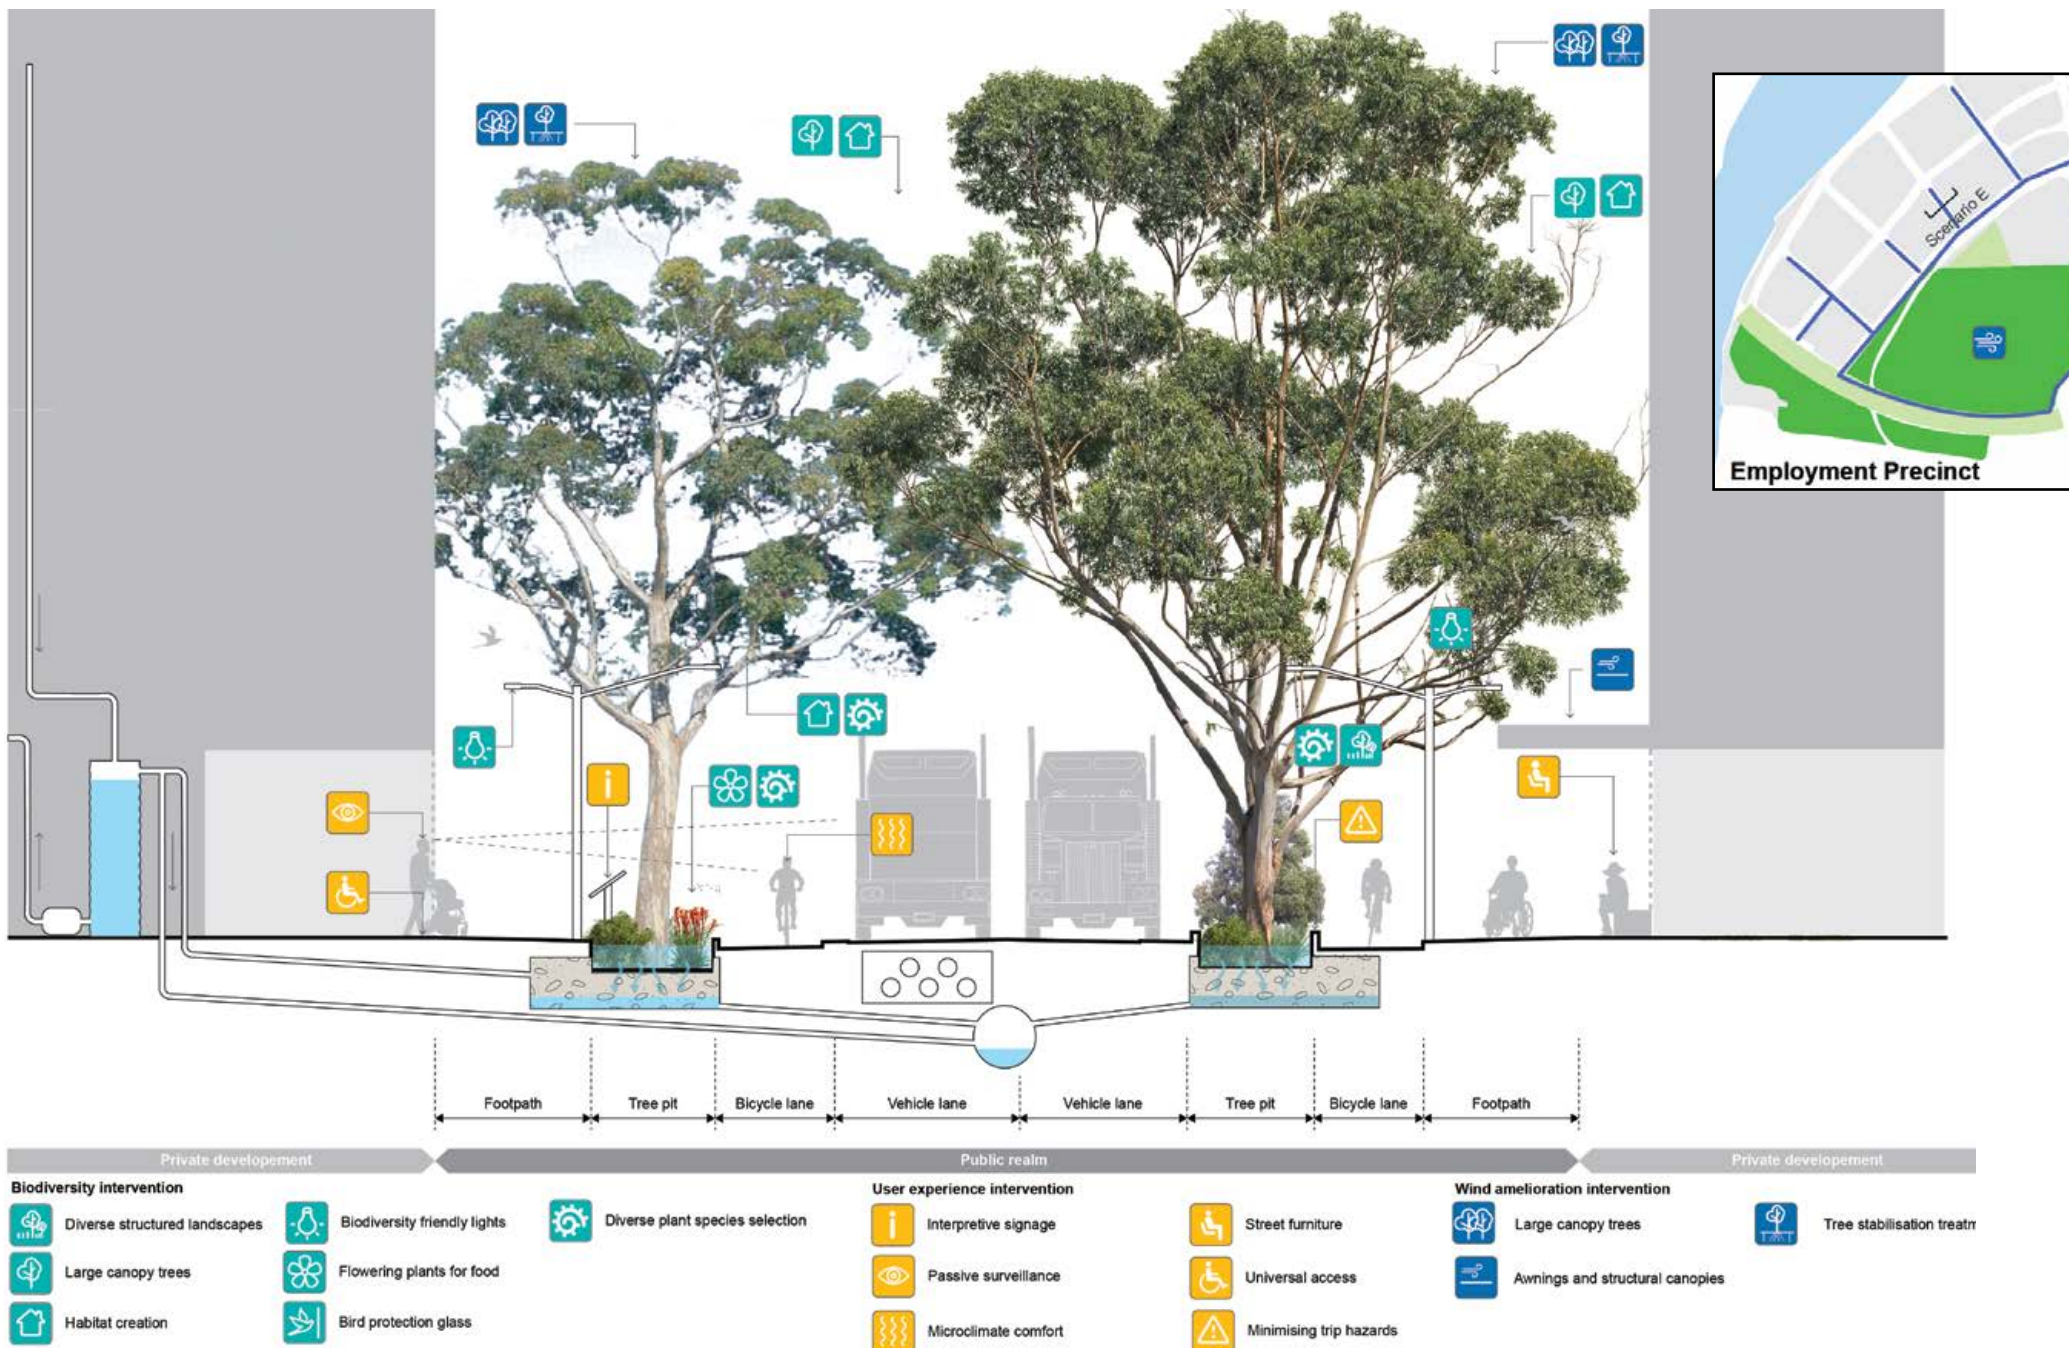 Scenario E
Employment Precinct
Footpath
Tree pit
Bicycle lane
Vehicle lane
Vehicle lane
Tree pit
Bicycle lane
Footpath
Private developement
Public realm
Private developement
Biodiversity intervention
Diverse structured landscapes
Large canopy trees
Habitat creation
Biodiversity friendly lights
Flowering plants for food
Bird protection glass
Diverse plant species selection
User experience intervention
Interpretive signage
Passive surveillance
Microclimate comfort
Street furniture
Universal access
Minimising trip hazards
Wind amelioration intervention
Large canopy trees
Awnings and structural canopies
Tree stabilisation treatm